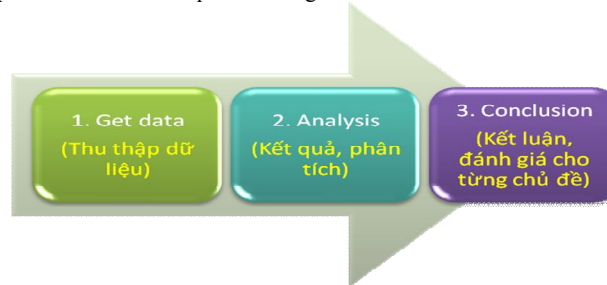 1. Get data
(Thu thập dữ
liệu)
2. Analysis
(Kết quả, phân
tích)
3. Conclusion
(Kết luận,
đánh giá cho
từng chủ đề)